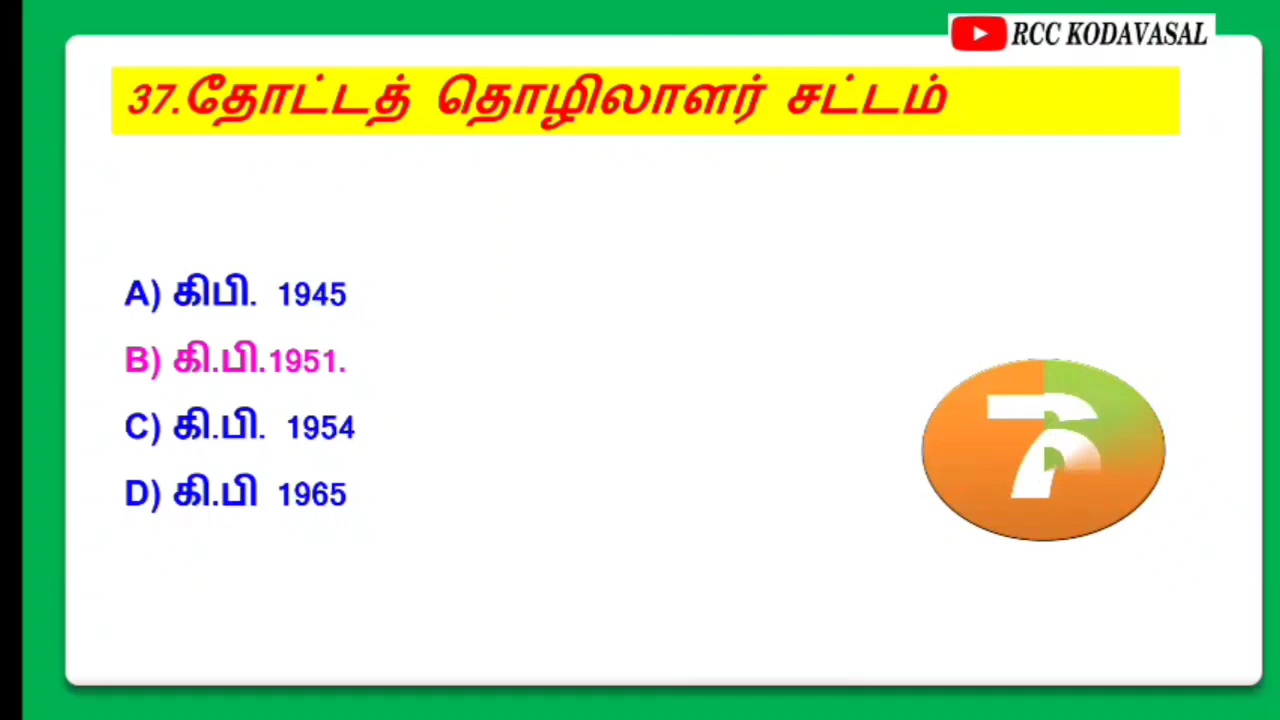 RCC KODAVASAL
37.தோட்டத் தொழிலாளர் சட்டம்
A) கிபி. 1945
B) கி.பி.1951.
C) கி.பி. 1954
D) கி.பி 1965